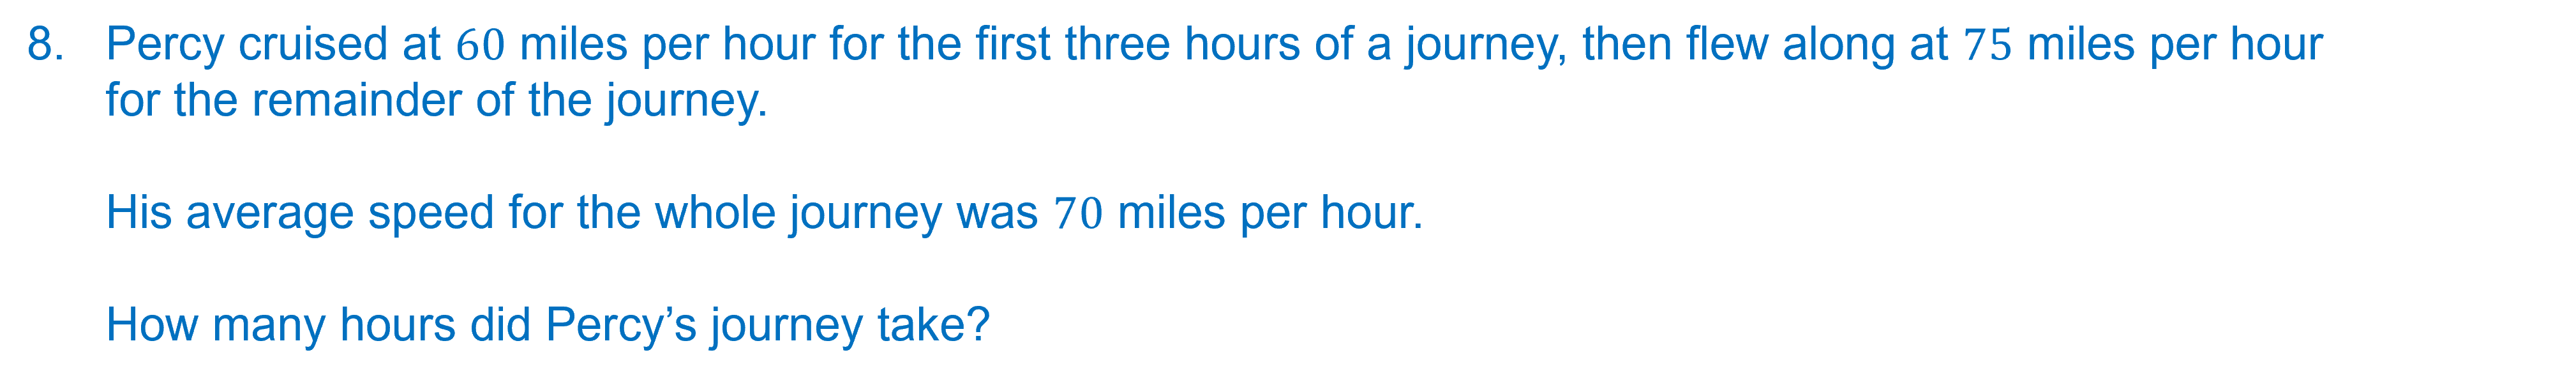 8. Percy cruised at 60 miles per hour for the first three hours of a journey, then flew along at 75 miles per hour
for the remainder of the journey.
His average speed for the whole journey was 70 miles per hour.
How many hours did Percy’s journey take?